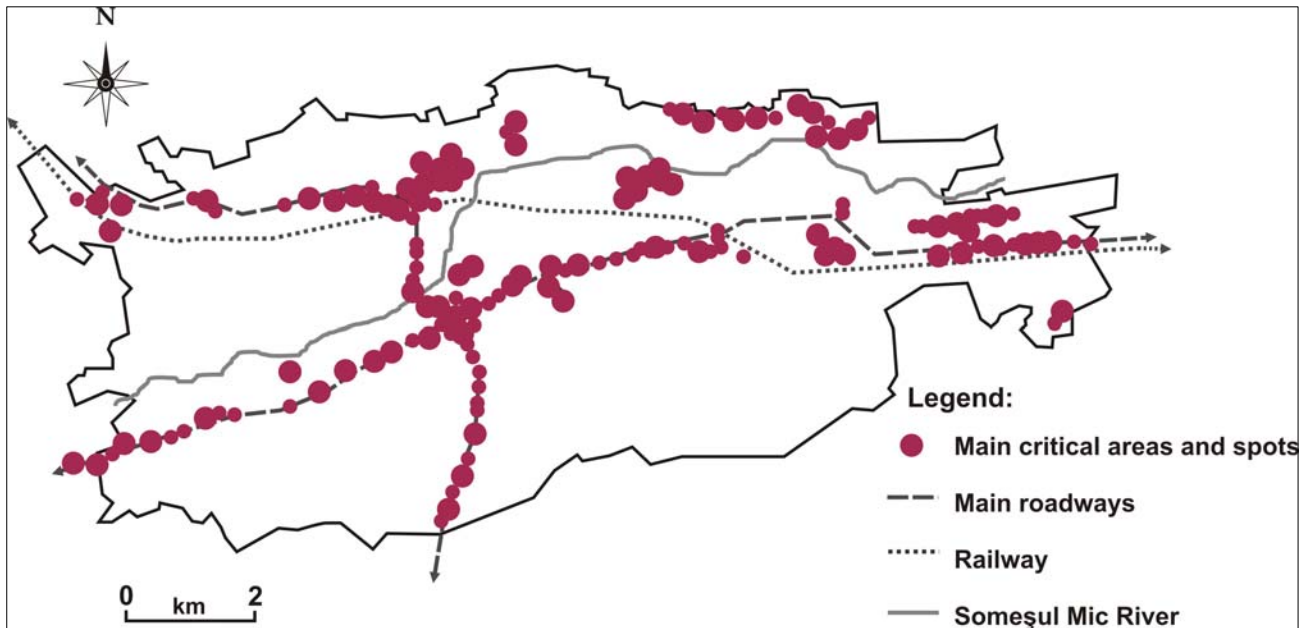 N
Legend:
Main critical areas and spots
Main roadways
Railway
Someşul Mic River
0 km 2